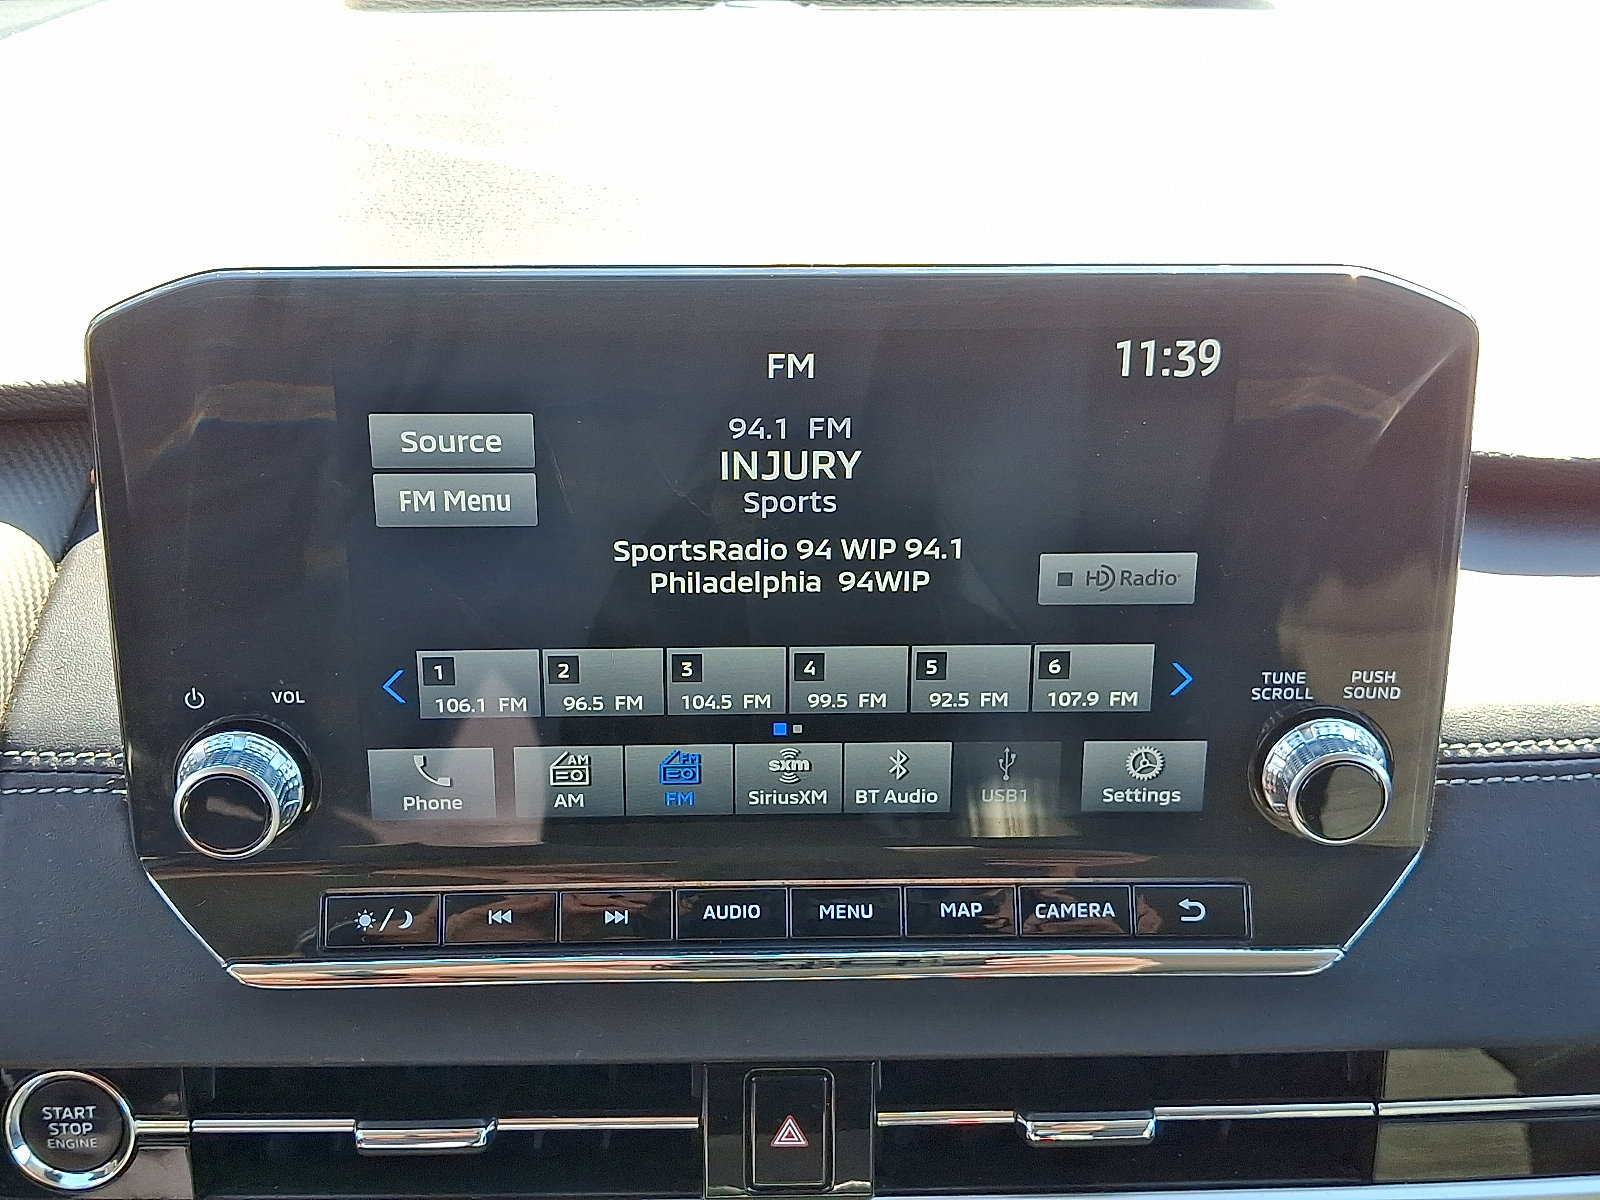 FM
11:39
Source
FM Menu
94.1 FM
INJURY
Sports
SportsRadio 94 WIP 94.1
Philadelphia 94WIP
HD Radio
1
106.1 FM
2
96.5 FM
3
104.5 FM
4
99.5 FM
5
92.5 FM
6
107.9 FM
VOL
TUNE
SCROLL
PUSH
SOUND
Phone
AM
AM
FM
FM
sxm
SiriusXM
BT Audio
USB1
Settings
AUDIO
MENU
MAP
CAMERA
START
STOP
ENGINE